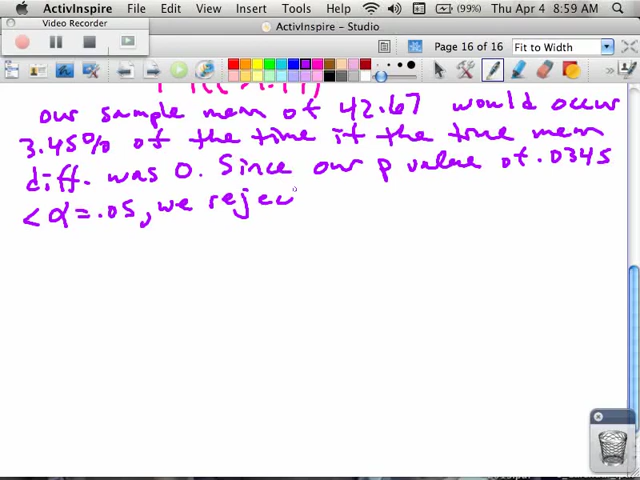 ActivInspire File Edit View Insert Tools Help (99%) Thu Apr 4 8:59 AM
Video Recorder
ActivInspire - Studio
Page 16 of 16 Fit to Width
our sample mean of 42.67 would occur
3.45% of the time if the true mean
diff. was 0. Since our p value of .0345
< α = .05, we rejec